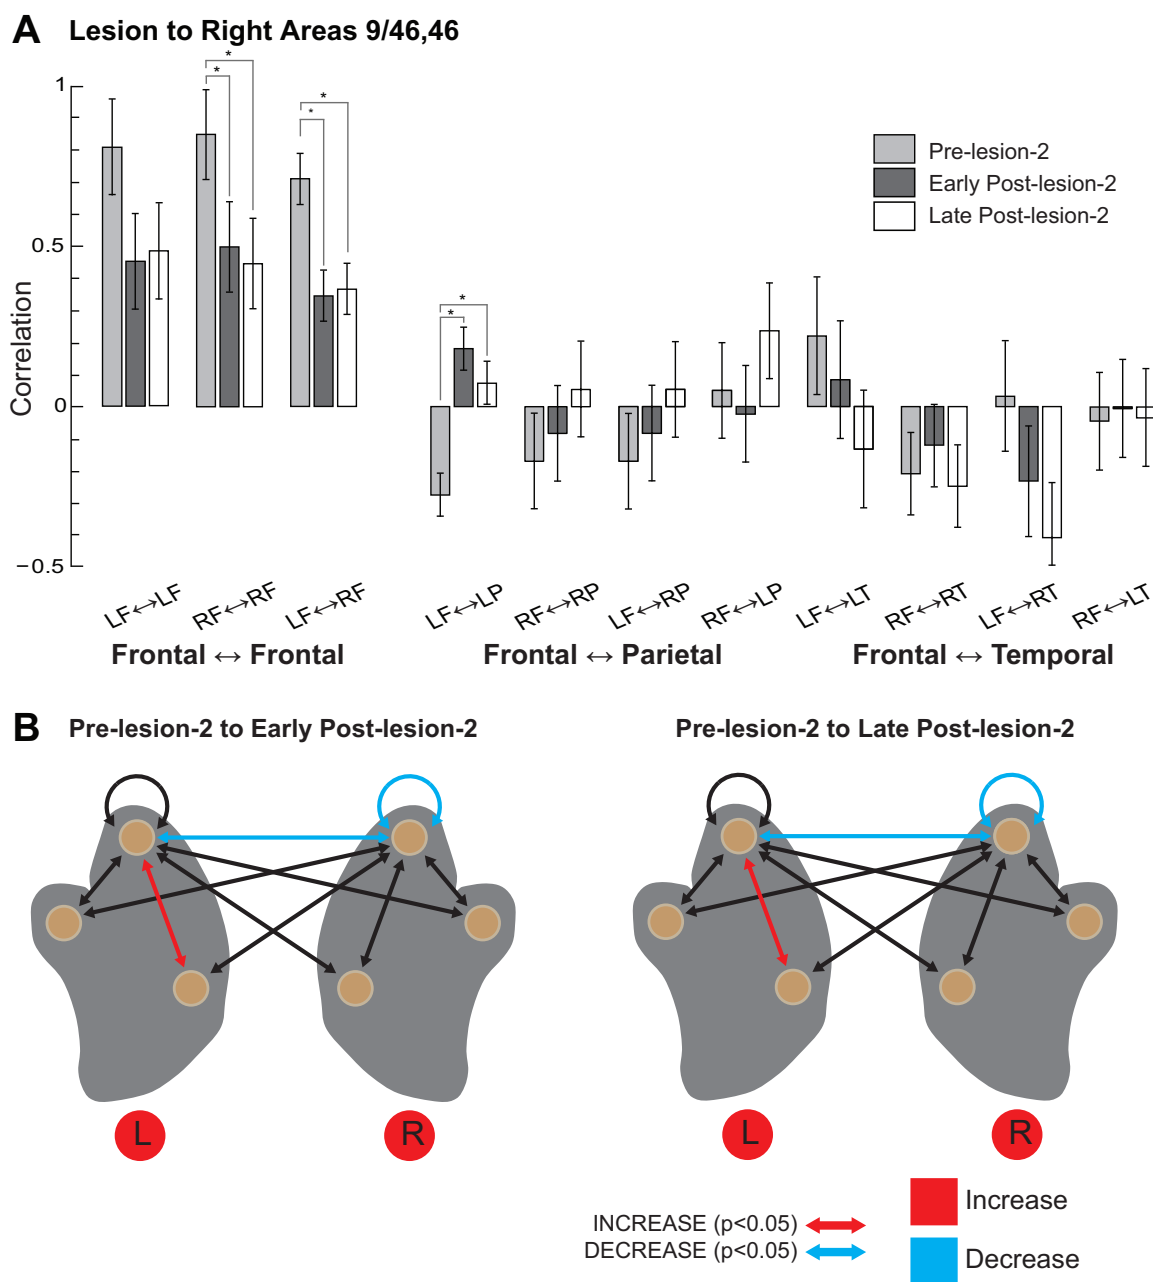 A Lesion to Right Areas 9/46,46
* 
* 
* 
* 
* 
* 
1
0.5
0
−0.5
Correlation
Pre-lesion-2
Early Post-lesion-2
Late Post-lesion-2
LF↔LF RF↔RF LF↔RF LF↔LP RF↔RP LF↔RP RF↔LP LF↔LT RF↔RT LF↔RT RF↔LT
Frontal ↔ Frontal Frontal ↔ Parietal Frontal ↔ Temporal
B Pre-lesion-2 to Early Post-lesion-2 Pre-lesion-2 to Late Post-lesion-2
L R L R
INCREASE (p<0.05)
DECREASE (p<0.05)
Increase
Decrease